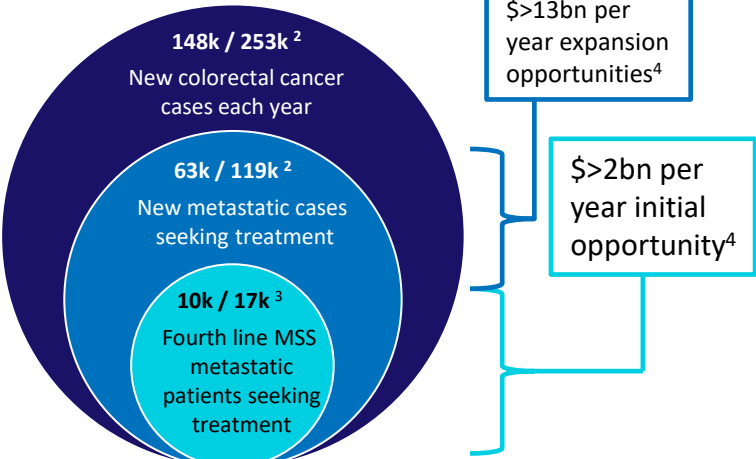 148k / 253k ²
New colorectal cancer
cases each year
63k / 119k ²
New metastatic cases
seeking treatment
10k / 17k ³
Fourth line MSS
metastatic
patients seeking
treatment
$>13bn per
year expansion
opportunities⁴
$>2bn per
year initial
opportunity⁴